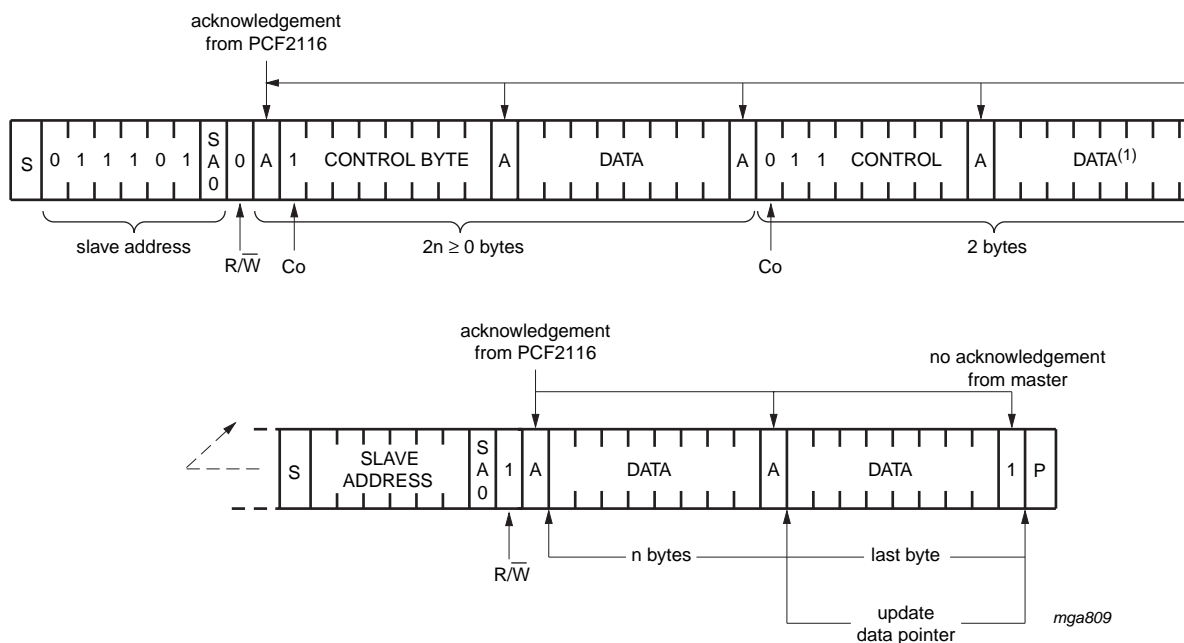 acknowledgement
from PCF2116
S 0 1 1 1 0 1 SA0 0 A 1 CONTROL BYTE A DATA A 0 1 1 CONTROL A DATA(1)
slave address
R/W̅
Co
2n ≥ 0 bytes
Co
2 bytes
acknowledgement
from PCF2116
no acknowledgement
from master
S SLAVE
ADDRESS SA0 1 A DATA A DATA 1 P
R/W̅
n bytes
last byte
update
data pointer
mga809